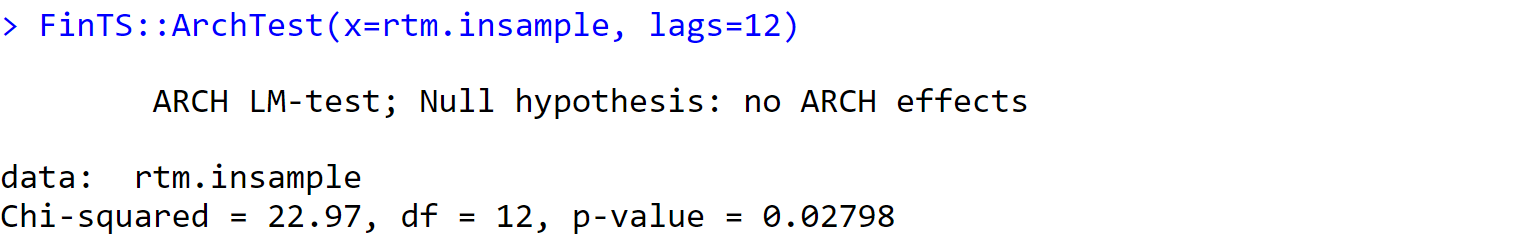 > FinTS::ArchTest(x=rtm.insample, lags=12)
ARCH LM-test; Null hypothesis: no ARCH effects
data: rtm.insample
Chi-squared = 22.97, df = 12, p-value = 0.02798